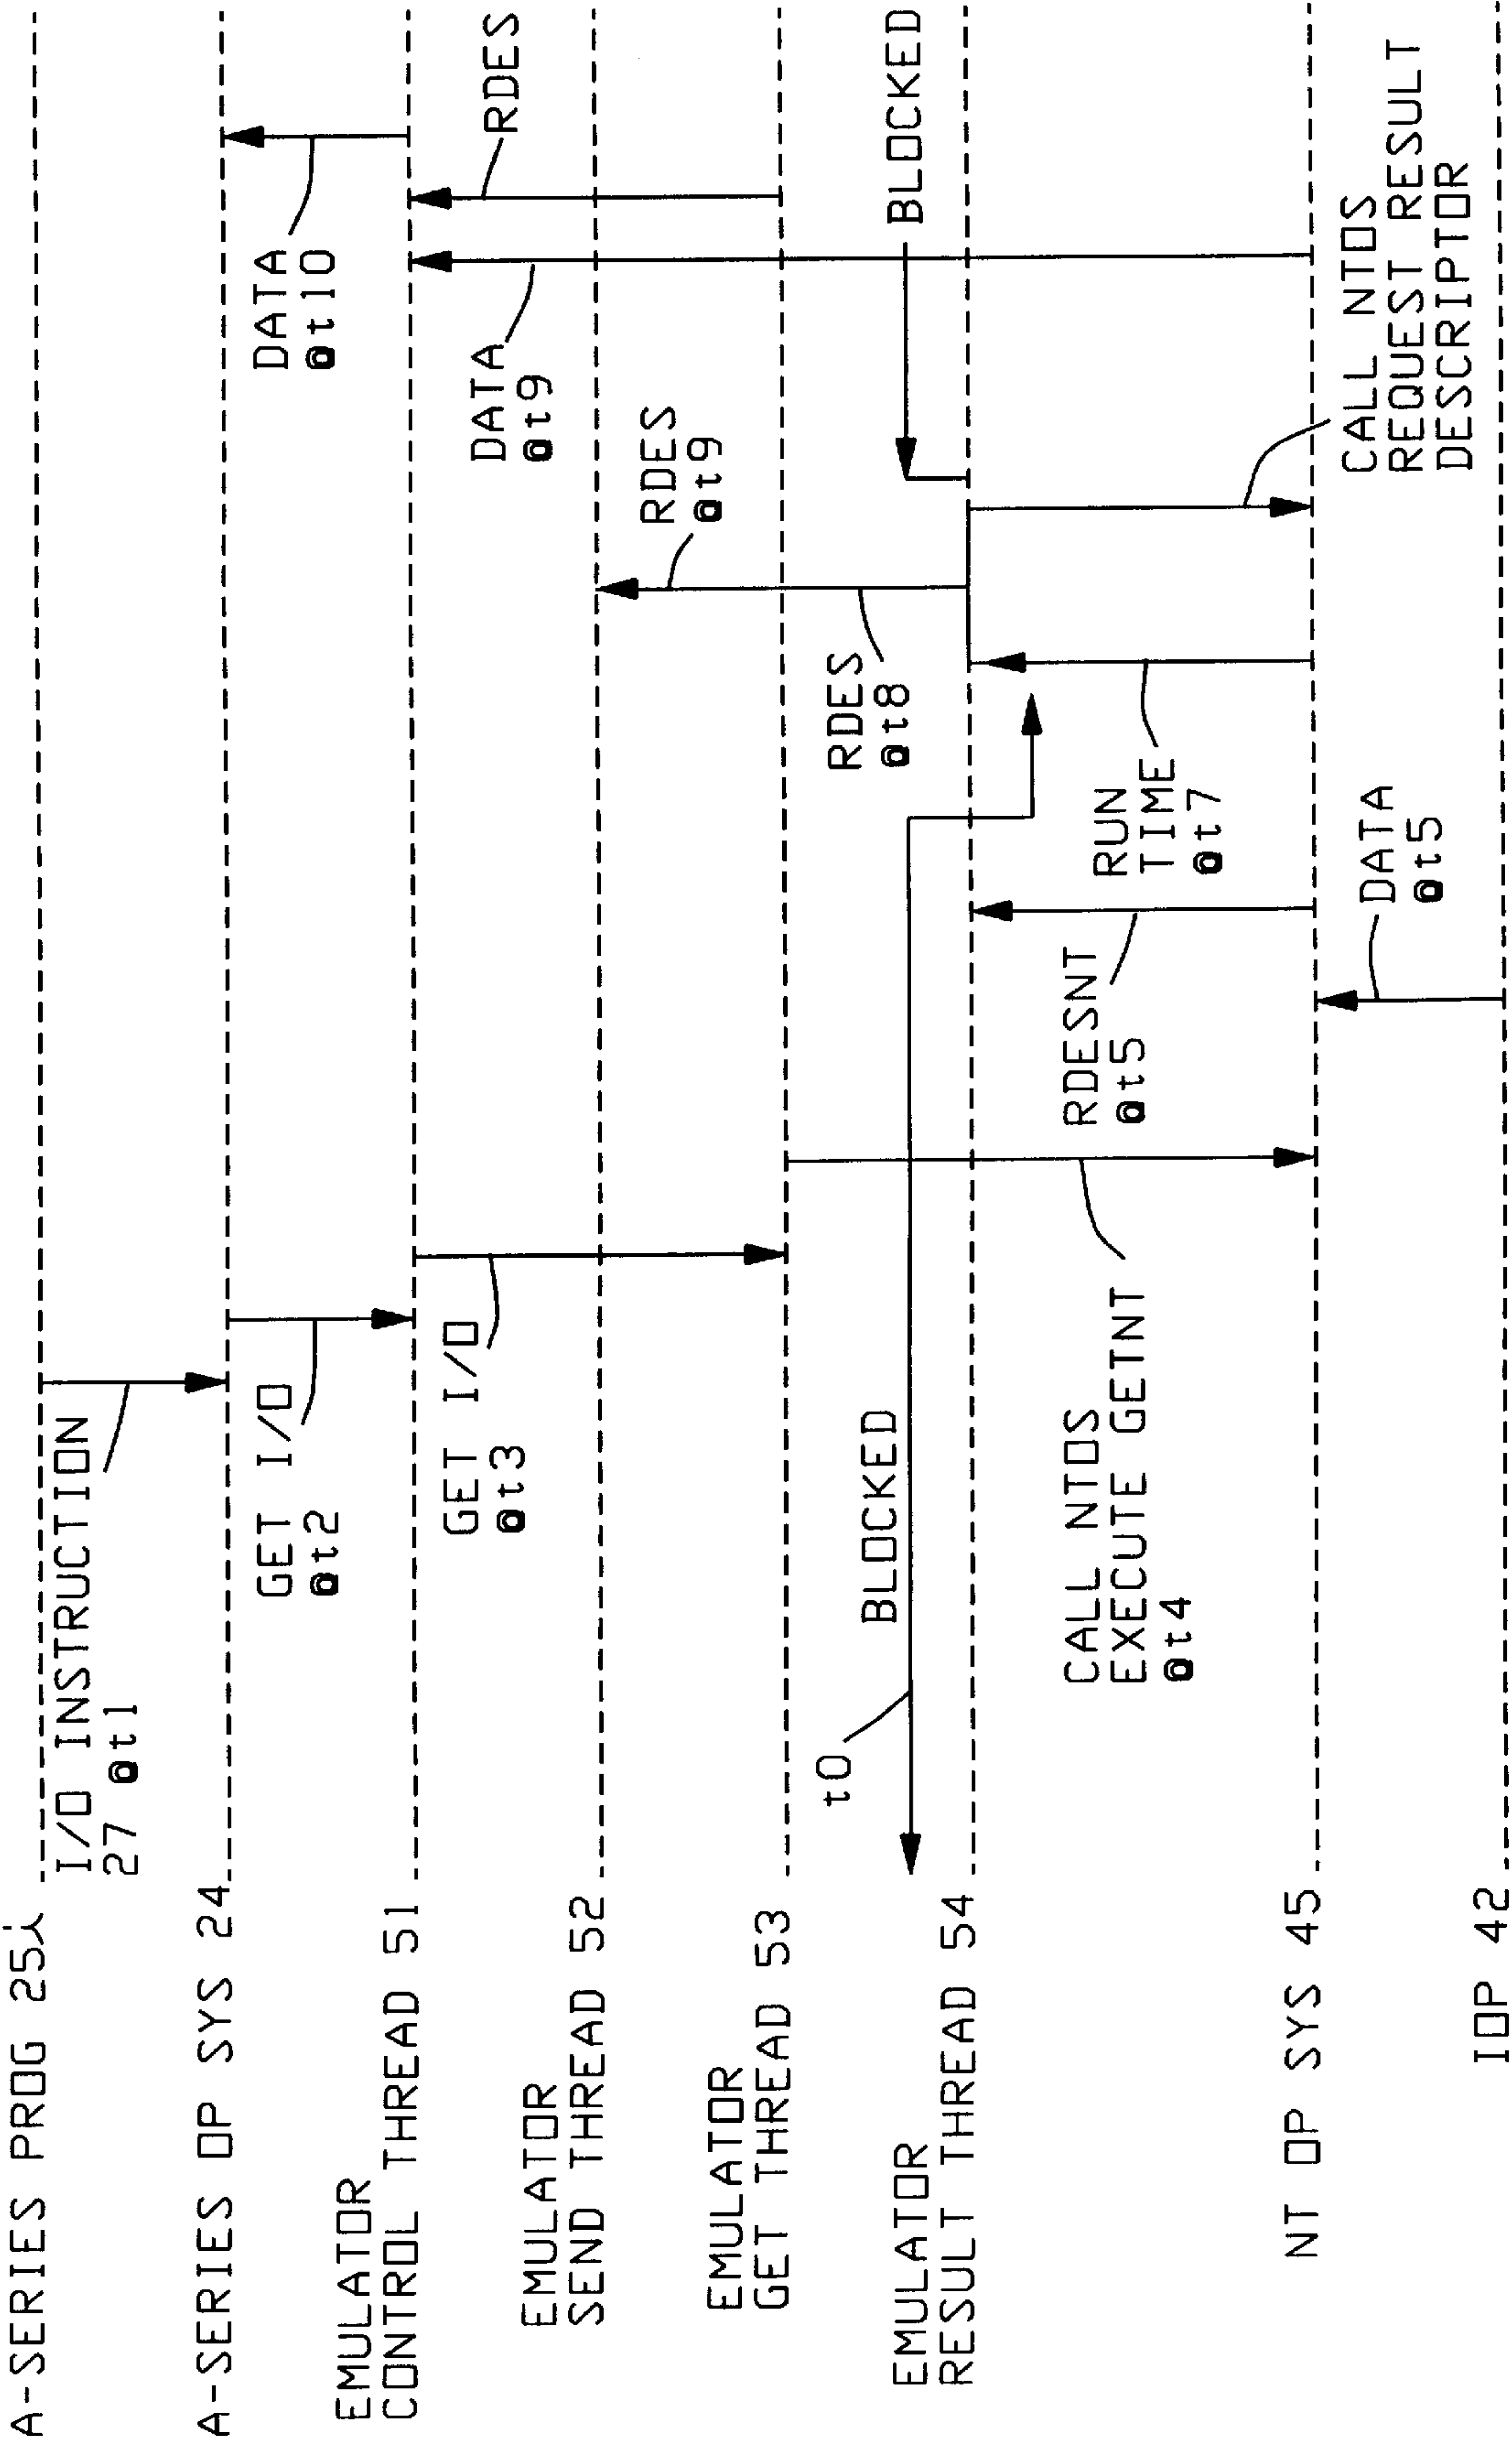 A-SERIES PROG 25i
I/O INSTRUCTION
27 @t1
A-SERIES OP SYS 24
GET I/O
@t2
DATA
@t10
EMULATOR
CONTROL THREAD 51
GET I/O
@t3
DATA
@t9
RDES
EMULATOR
SEND THREAD 52
RDES
@t9
EMULATOR
GET THREAD 53
t0
BLOCKED
RDES
@t8
BLOCKED
EMULATOR
RESULT THREAD 54
CALL NTOS
EXECUTE GETNT
@t4
RDESNT
@t5
RUN
TIME
@t7
NT OP SYS 45
DATA
@t5
CALL NTOS
REQUEST RESULT
DESCRIPTOR
IOP 42